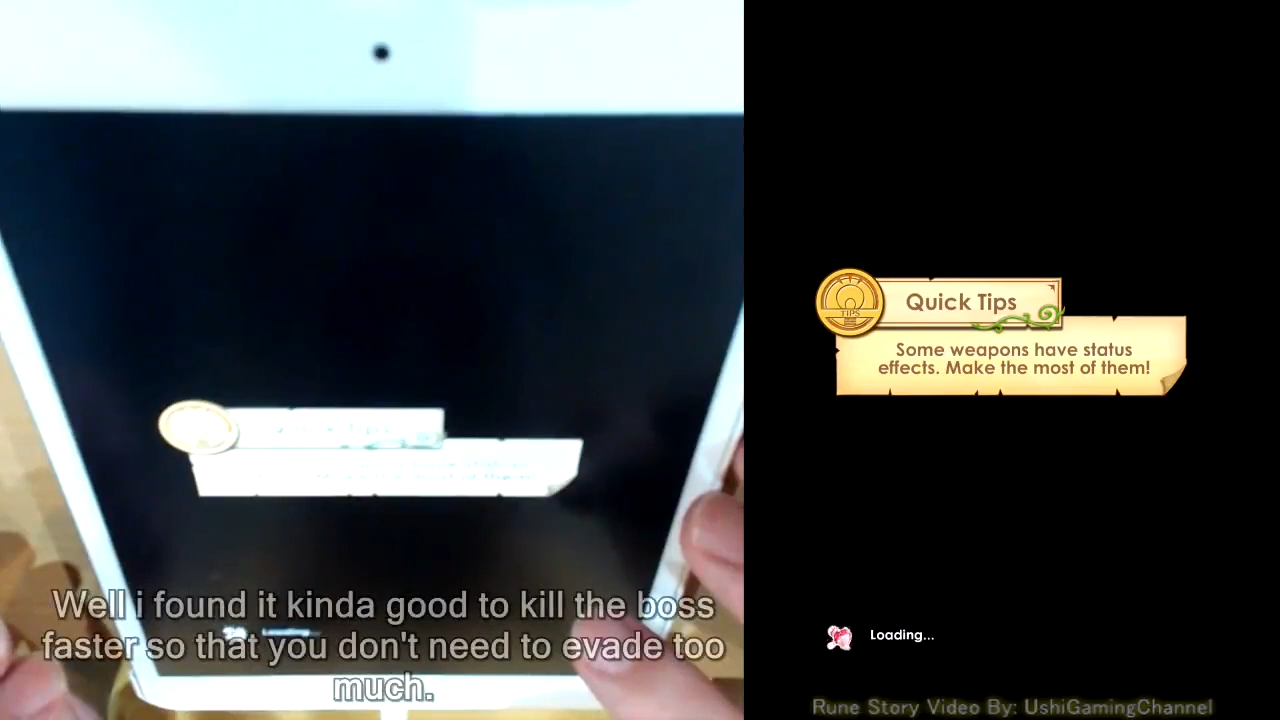 Well i found it kinda good to kill the boss
faster so that you don't need to evade too
much.
TIPS
Quick Tips
Some weapons have status
effects. Make the most of them!
Loading...
Rune Story Video By: UshiGamingChannel